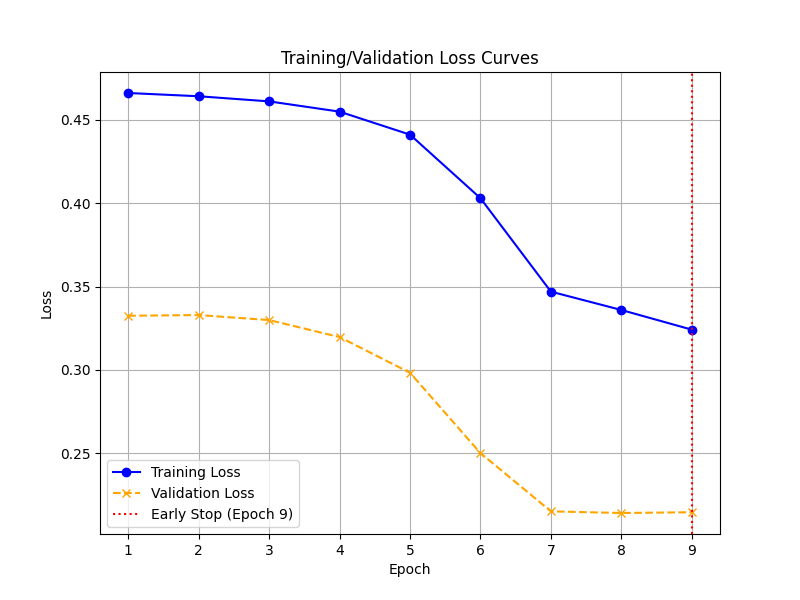 Training/Validation Loss Curves
Loss
0.45
0.40
0.35
0.30
0.25
Training Loss
Validation Loss
Early Stop (Epoch 9)
1 2 3 4 5 6 7 8 9
Epoch